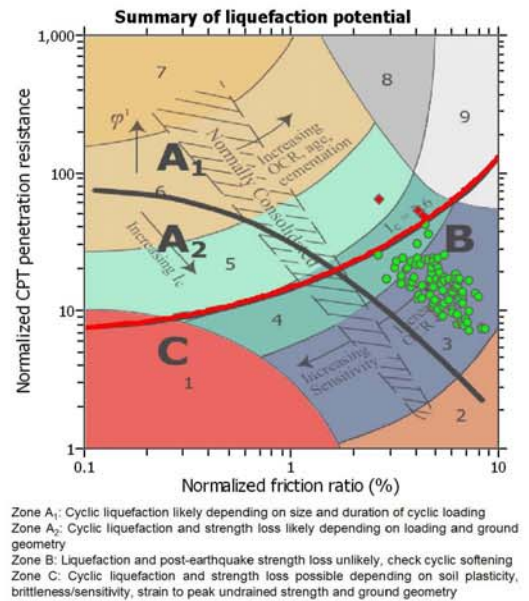 Summary of liquefaction potential
1,000
100
10
1
Normalized CPT penetration resistance
7
8
9
φ'
A1
Increasing
OCR, age,
cementation
Normally Consolidated
6
A2
Increasing Ic
5
B
4
C
1
Increasing
Sensitivity
3
2
0.1
1
10
Normalized friction ratio (%)
Zone A1: Cyclic liquefaction likely depending on size and duration of cyclic loading
Zone A2: Cyclic liquefaction and strength loss likely depending on loading and ground
geometry
Zone B: Liquefaction and post-earthquake strength loss unlikely, check cyclic softening
Zone C: Cyclic liquefaction and strength loss possible depending on soil plasticity,
brittleness/sensitivity, strain to peak undrained strength and ground geometry